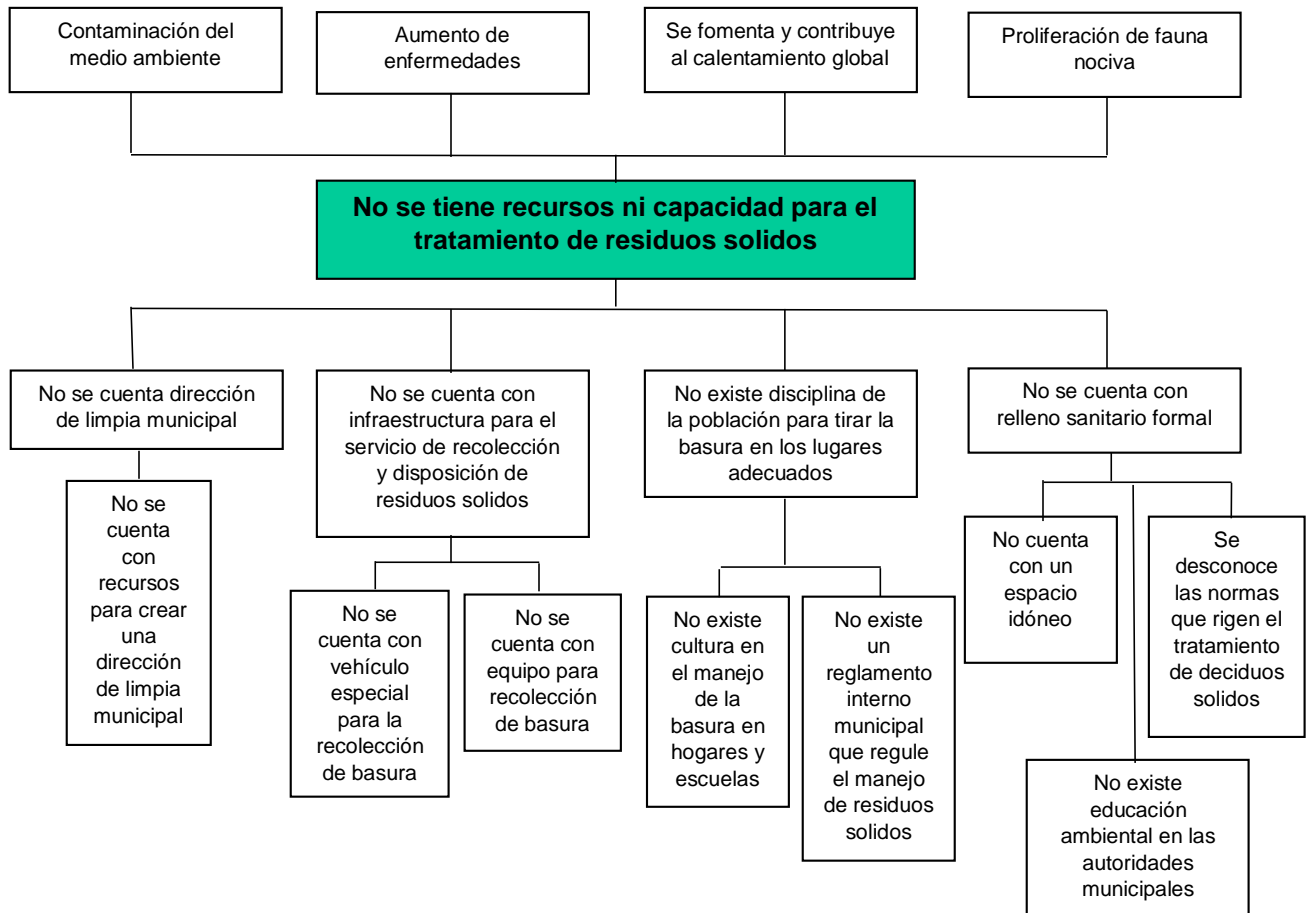 Contaminación del
medio ambiente
Aumento de
enfermedades
Se fomenta y contribuye
al calentamiento global
Proliferación de fauna
nociva
No se tiene recursos ni capacidad para el
tratamiento de residuos solidos
No se cuenta dirección
de limpia municipal
No se cuenta con
infraestructura para el
servicio de recolección
y disposición de
residuos solidos
No existe disciplina de
la población para tirar la
basura en los lugares
adecuados
No se cuenta con
relleno sanitario formal
No se
cuenta
con
recursos
para crear
una
dirección
de limpia
municipal
No se
cuenta con
vehículo
especial
para la
recolección
de basura
No se
cuenta con
equipo para
recolección
de basura
No existe
cultura en
el manejo
de la
basura en
hogares y
escuelas
No existe
un
reglamento
interno
municipal
que regule
el manejo
de residuos
solidos
No cuenta
con un
espacio
idóneo
No existe
educación
ambiental en las
autoridades
municipales
Se
desconoce
las normas
que rigen el
tratamiento
de deciduos
solidos